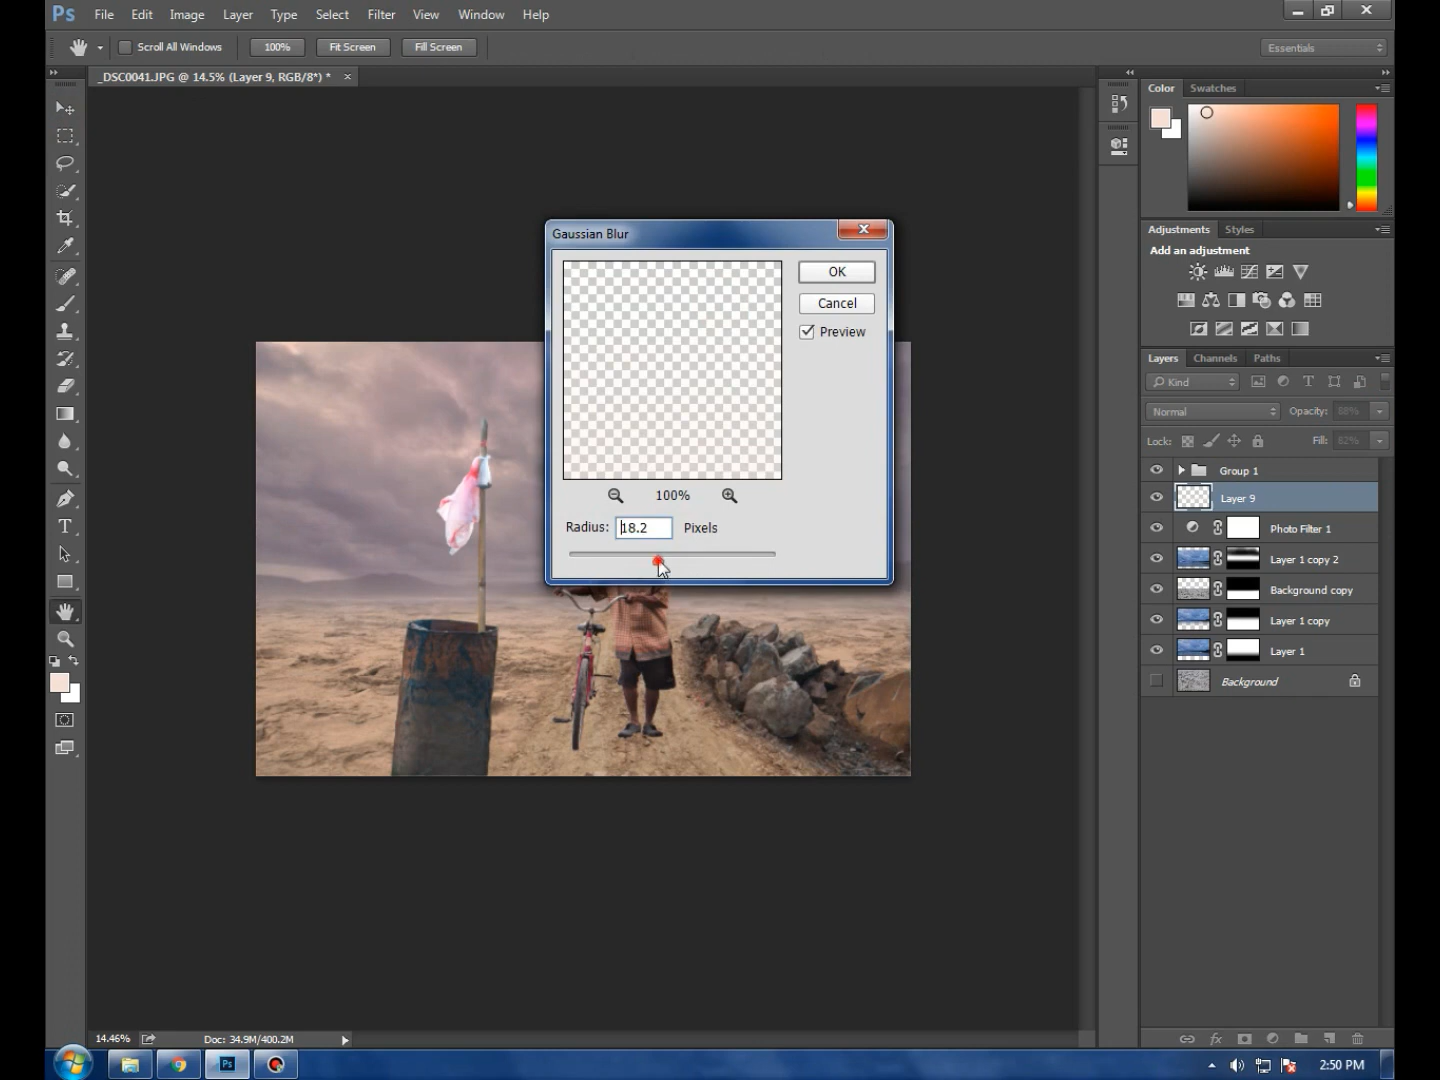 Ps File Edit Image Layer Type Select Filter View Window Help
Scroll All Windows 100% Fit Screen Fill Screen Essentials
_DSC0041.JPG @ 14.5% (Layer 9, RGB/8*) * ×
Color Swatches
Adjustments Styles
Add an adjustment
Layers Channels Paths
Kind
Normal Opacity: 88%
Lock: Fill: 82%
Group 1
Layer 9
Photo Filter 1
Layer 1 copy 2
Background copy
Layer 1 copy
Layer 1
Background
Gaussian Blur
OK
Cancel
Preview
100%
Radius: 18.2 Pixels
14.46% Doc: 34.9M/400.2M
Ps
2:50 PM